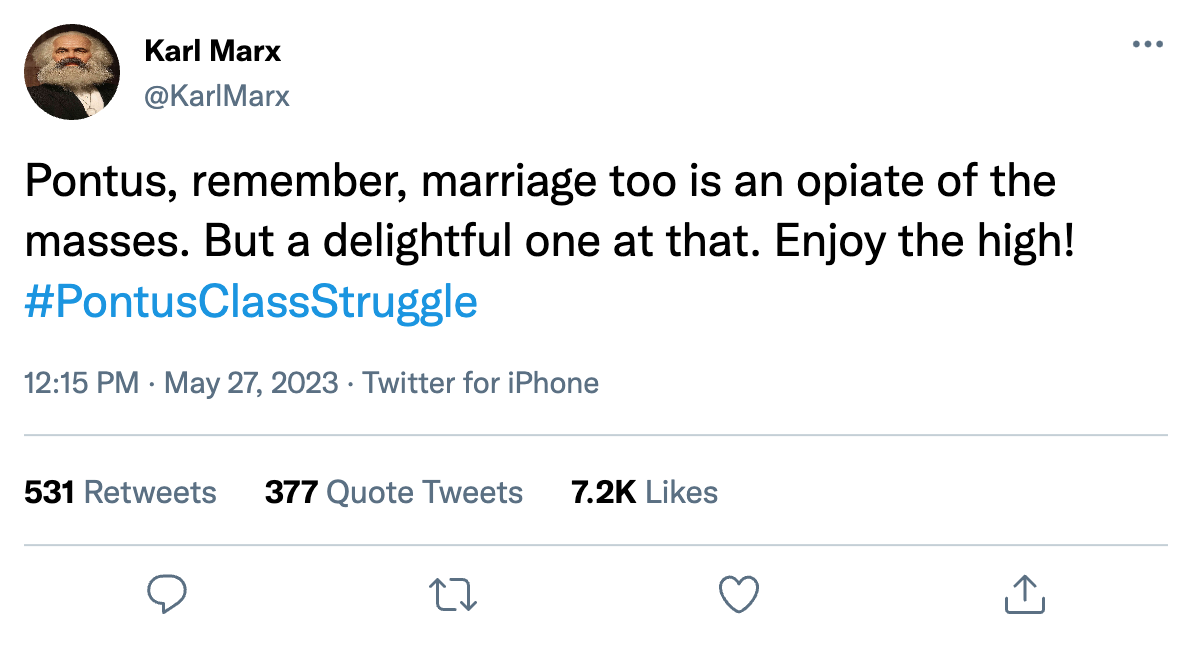 Karl Marx
@KarlMarx
Pontus, remember, marriage too is an opiate of the
masses. But a delightful one at that. Enjoy the high!
#PontusClassStruggle
12:15 PM · May 27, 2023 · Twitter for iPhone
531 Retweets 377 Quote Tweets 7.2K Likes